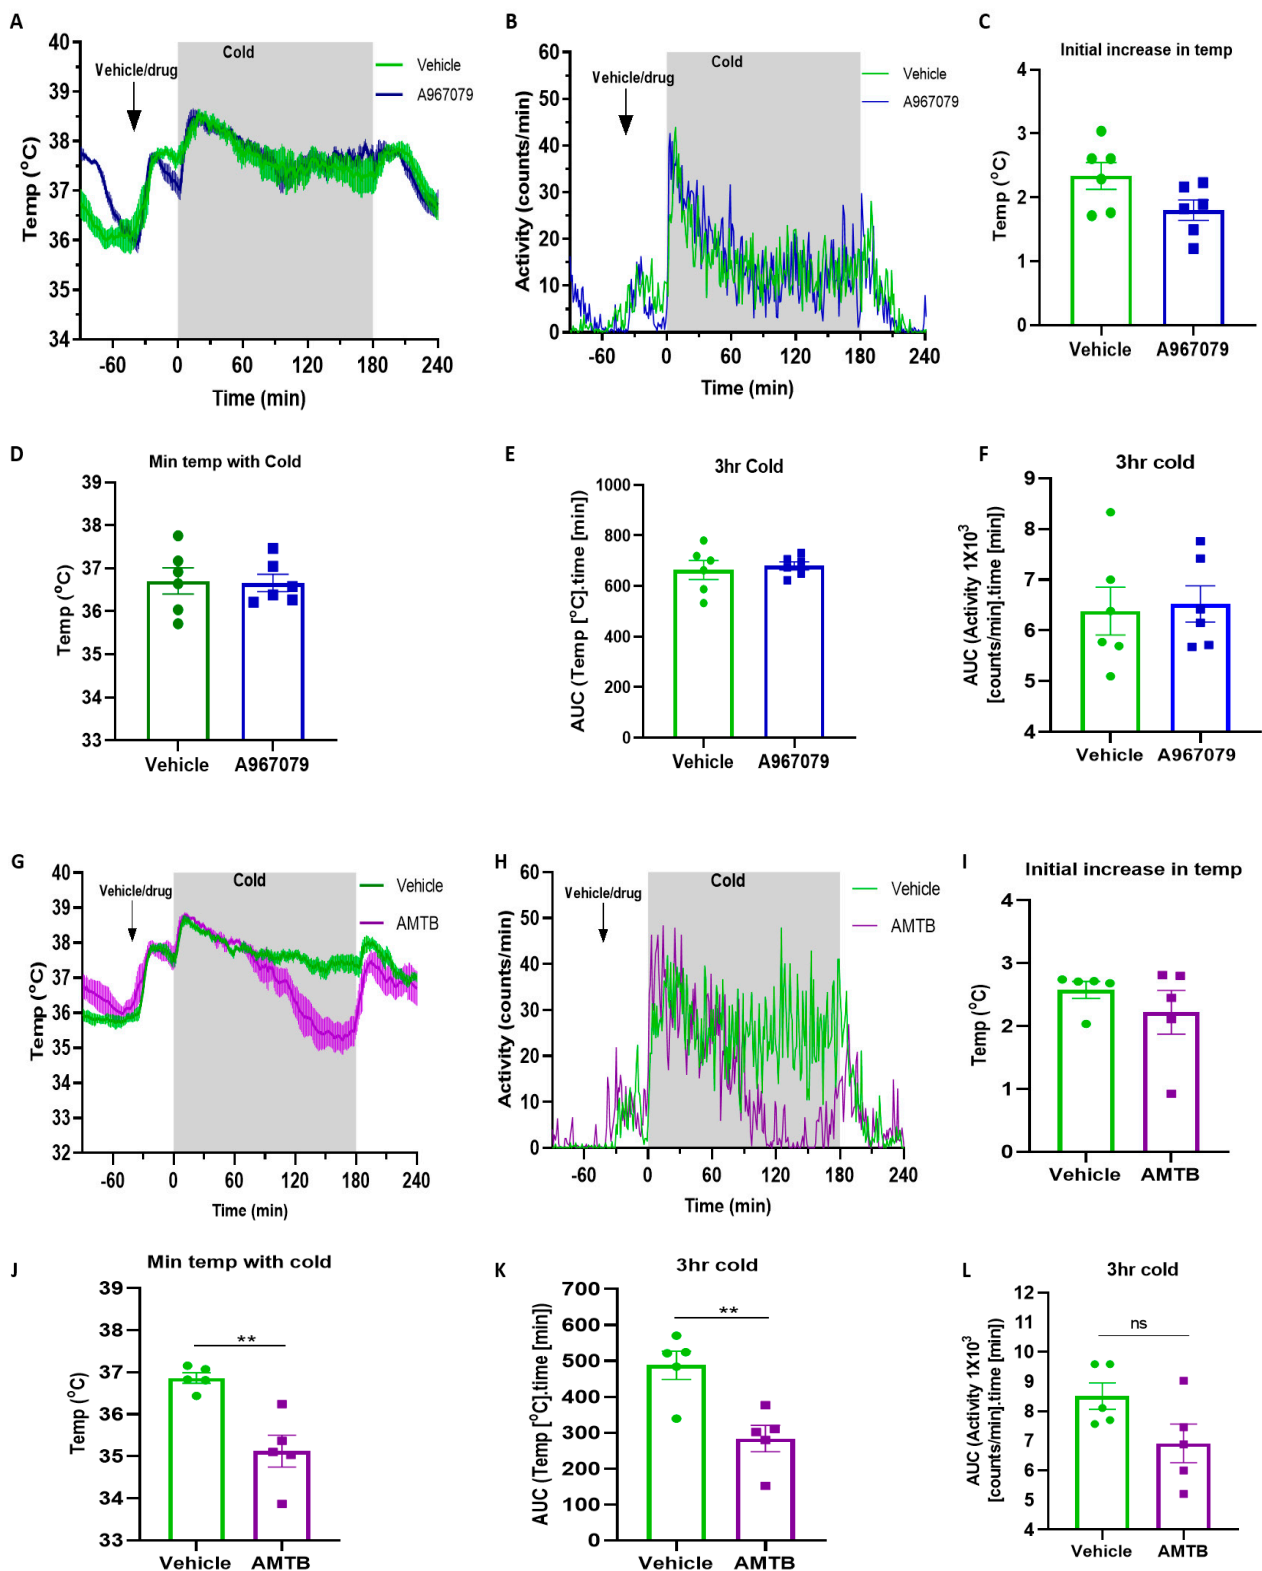 A
40
39
38
37
36
35
34
Temp (°C)
Vehicle/drug
Cold
Vehicle
A967079
-60 0 60 120 180 240
Time (min)
B
60
50
40
30
20
10
0
Activity (counts/min)
Vehicle/drug
Cold
Vehicle
A967079
-60 0 60 120 180 240
Time (min)
C
Initial increase in temp
4
3
2
1
0
Temp (°C)
Vehicle A967079
D
Min temp with Cold
39
38
37
36
35
34
33
Temp (°C)
Vehicle A967079
E
3hr Cold
1000
800
600
400
200
0
AUC (Temp [°C].time [min])
Vehicle A967079
F
3hr cold
9
8
7
6
5
4
AUC (Activity 1X10³
[counts/min].time [min])
Vehicle A967079
G
40
39
38
37
36
35
34
33
32
Temp (°C)
Vehicle/drug
Cold
Vehicle
AMTB
-60 0 60 120 180 240
Time (min)
H
60
50
40
30
20
10
0
Activity (counts/min)
Vehicle/drug
Cold
Vehicle
AMTB
-60 0 60 120 180 240
Time (min)
I
Initial increase in temp
4
3
2
1
0
Temp (°C)
Vehicle AMTB
J
Min temp with cold
39
38
37
36
35
34
33
Temp (°C)
**
Vehicle AMTB
K
3hr cold
700
600
500
400
300
200
100
0
AUC (Temp [°C].time [min])
**
Vehicle AMTB
L
3hr cold
12
11
10
9
8
7
6
5
4
AUC (Activity 1X10³
[counts/min].time [min])
ns
Vehicle AMTB